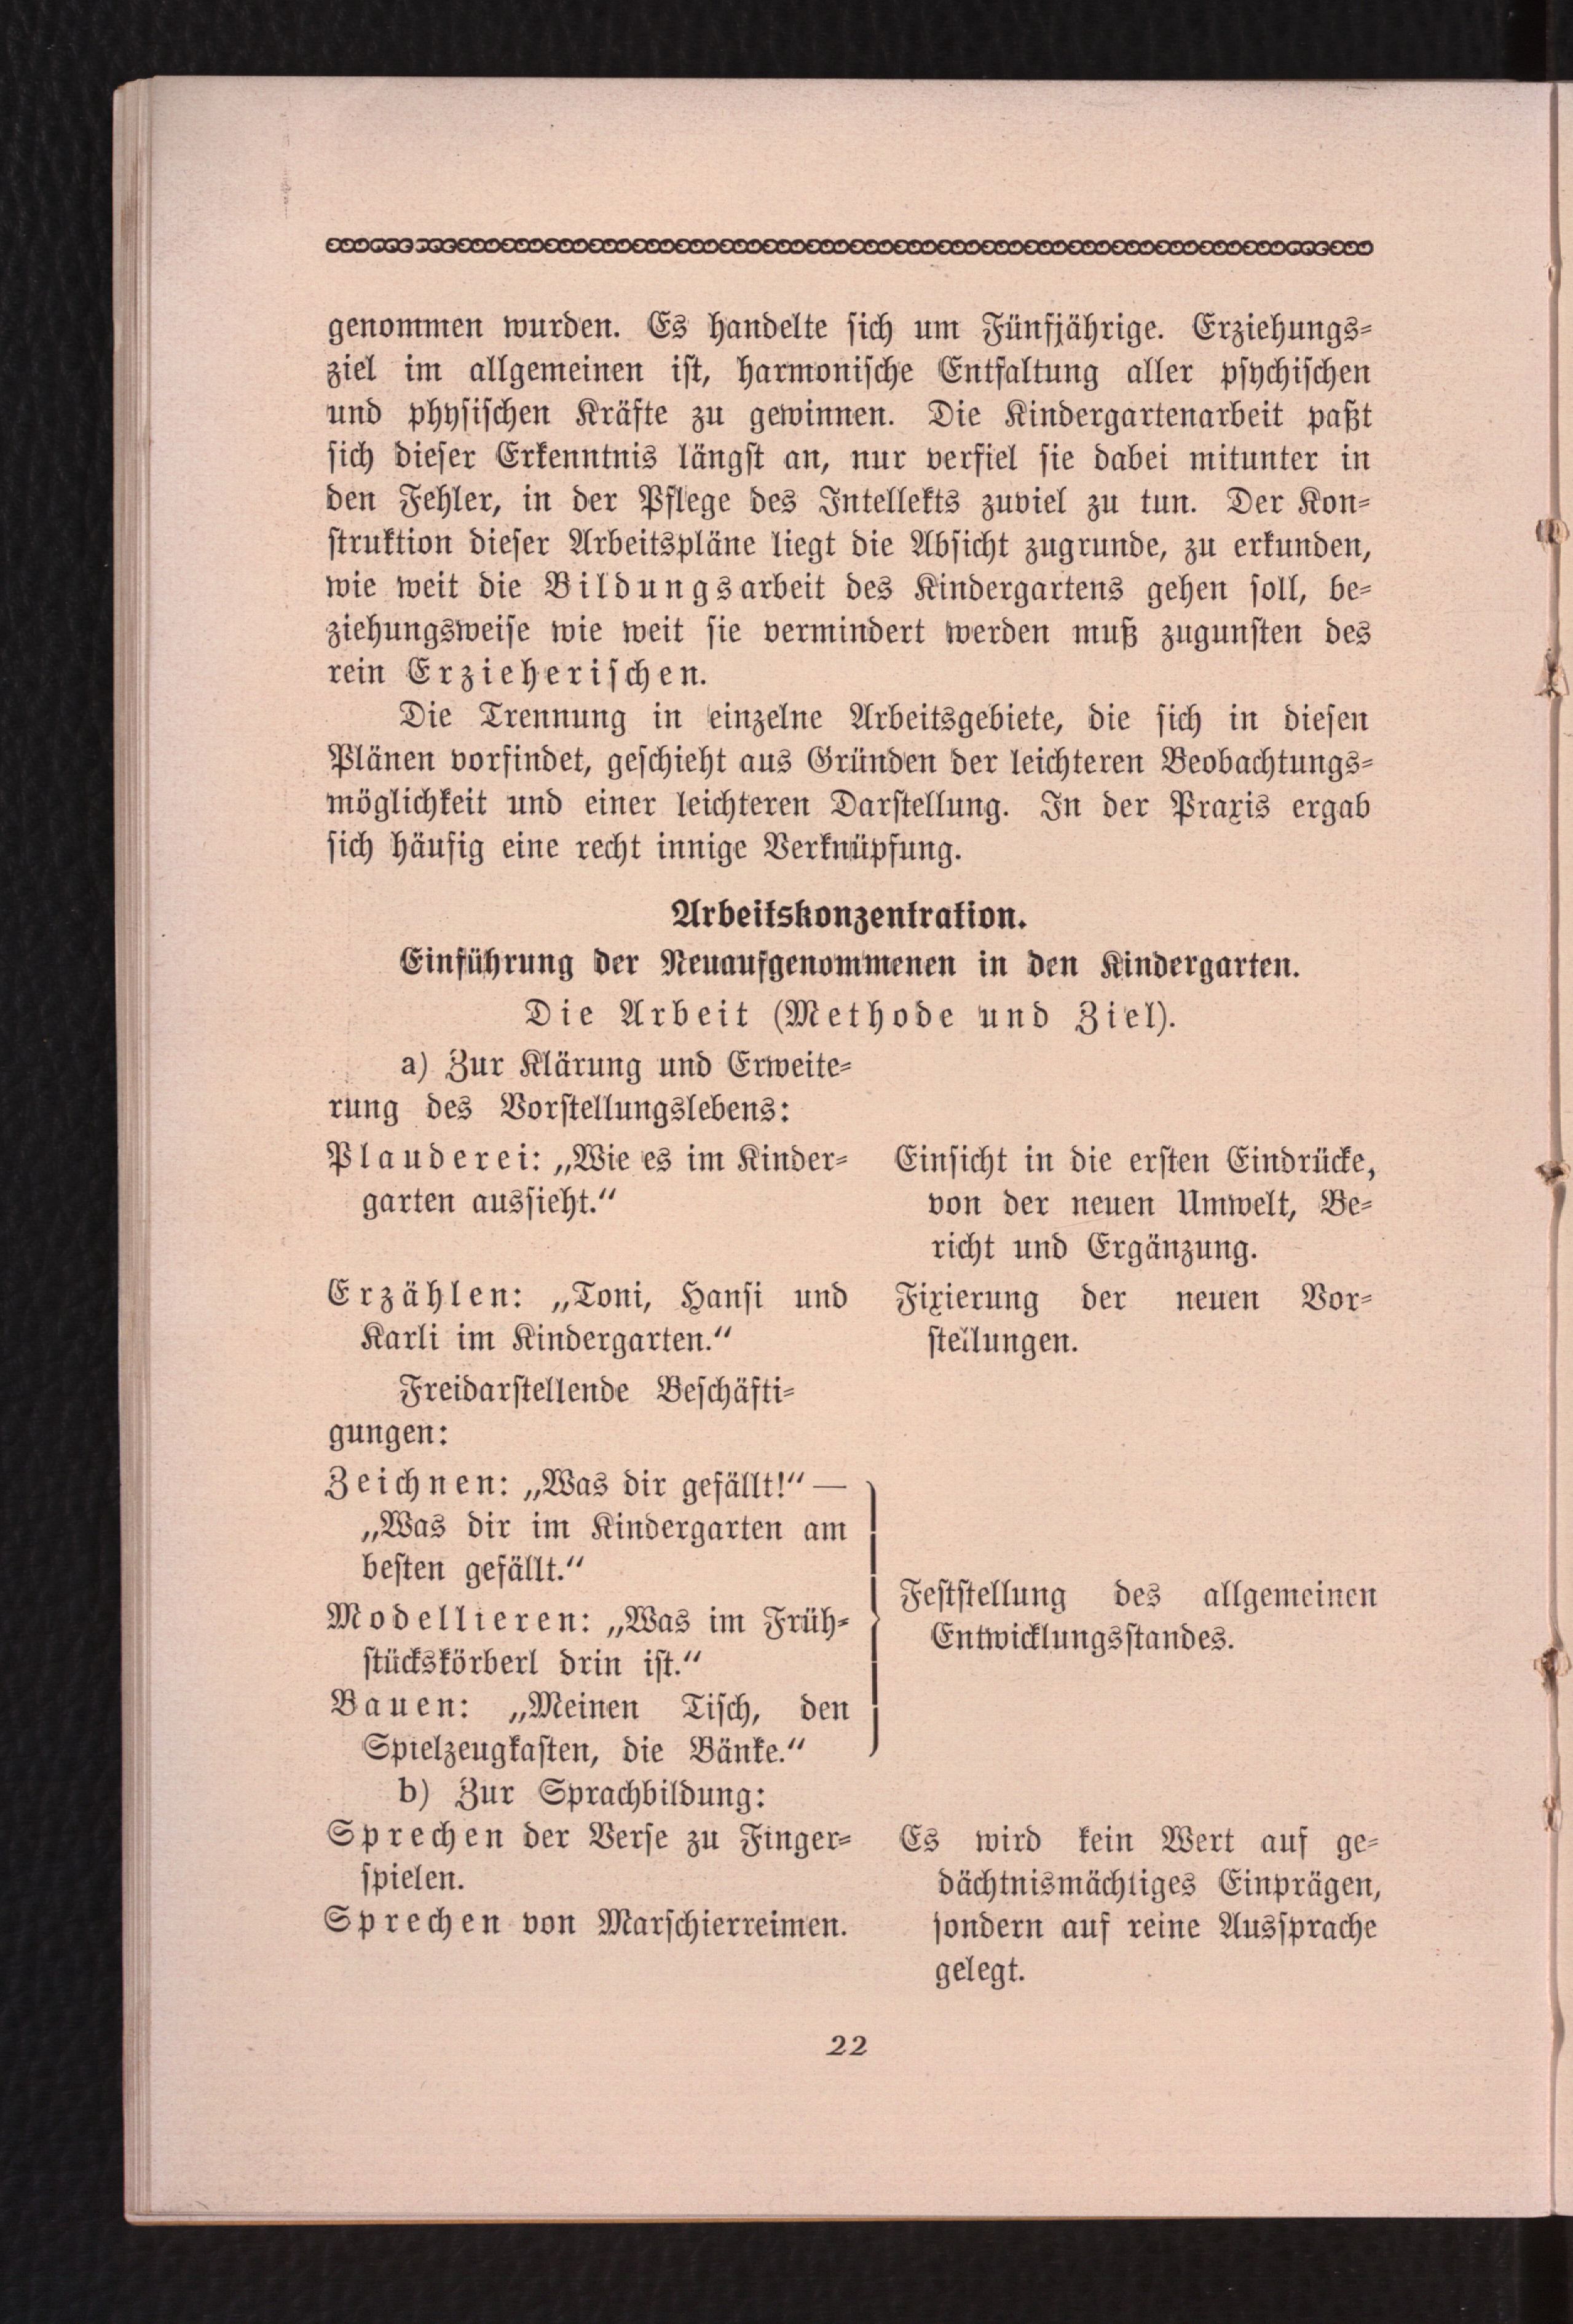 genommen wurden. Es handelte sich um Fünfjährige. Erziehungs-
ziel im allgemeinen ist, harmonische Entfaltung aller psychischen
und physischen Kräfte zu gewinnen. Die Kindergartenarbeit paßt
sich dieser Erkenntnis längst an, nur verfiel sie dabei mitunter in
den Fehler, in der Pflege des Intellekts zuviel zu tun. Der Kon-
struktion dieser Arbeitspläne liegt die Absicht zugrunde, zu erkunden,
wie weit die Bildungsarbeit des Kindergartens gehen soll, be-
ziehungsweise wie weit sie vermindert werden muß zugunsten des
rein Erzieherischen.
Die Trennung in einzelne Arbeitsgebiete, die sich in diesen
Plänen vorfindet, geschieht aus Gründen der leichteren Beobachtungs-
möglichkeit und einer leichteren Darstellung. In der Praxis ergab
sich häufig eine recht innige Verknüpfung.
Arbeitskonzentration.
Einführung der Neuaufgenommenen in den Kindergarten.
Die Arbeit (Methode und Ziel).
a) Zur Klärung und Erweite-
rung des Vorstellungslebens:
Plauderei: „Wie es im Kinder-
garten aussieht.“
Einsicht in die ersten Eindrücke,
von der neuen Umwelt, Be-
richt und Ergänzung.
Erzählen: „Toni, Hansi und
Karli im Kindergarten.“
Fixierung der neuen Vor-
stellungen.
Freidarstellende Beschäfti-
gungen:
Zeichnen: „Was dir gefällt!“ —
„Was dir im Kindergarten am
besten gefällt.“
Modellieren: „Was im Früh-
stückskörberl drin ist.“
Bauen: „Meinen Tisch, den
Spielzeugkasten, die Bänke.“
Feststellung des allgemeinen
Entwicklungsstandes.
b) Zur Sprachbildung:
Sprechen der Verse zu Finger-
spielen.
Sprechen von Marschierreimen.
Es wird kein Wert auf ge-
dächtnismächtiges Einprägen,
sondern auf reine Aussprache
gelegt.
22